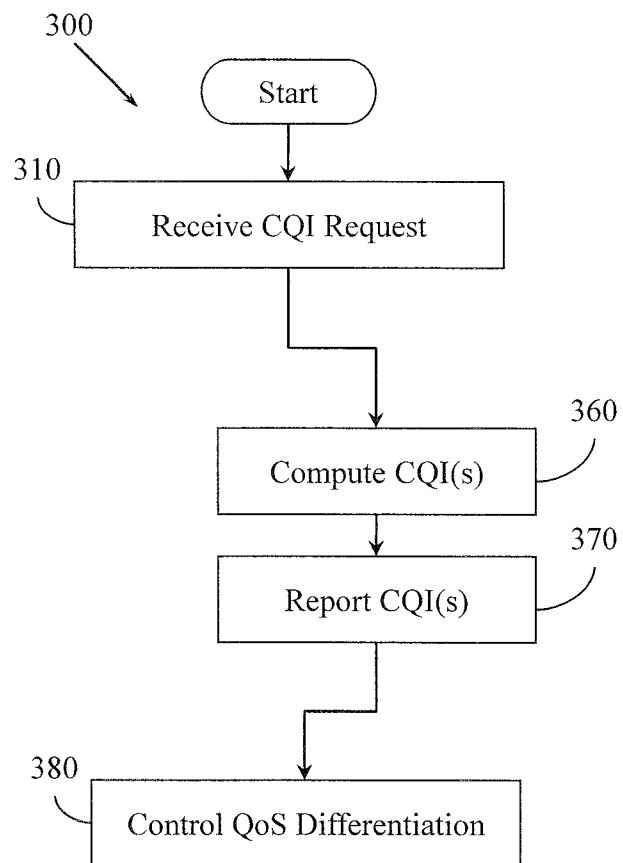 300
Start
310
Receive CQI Request
360
Compute CQI(s)
370
Report CQI(s)
380
Control QoS Differentiation